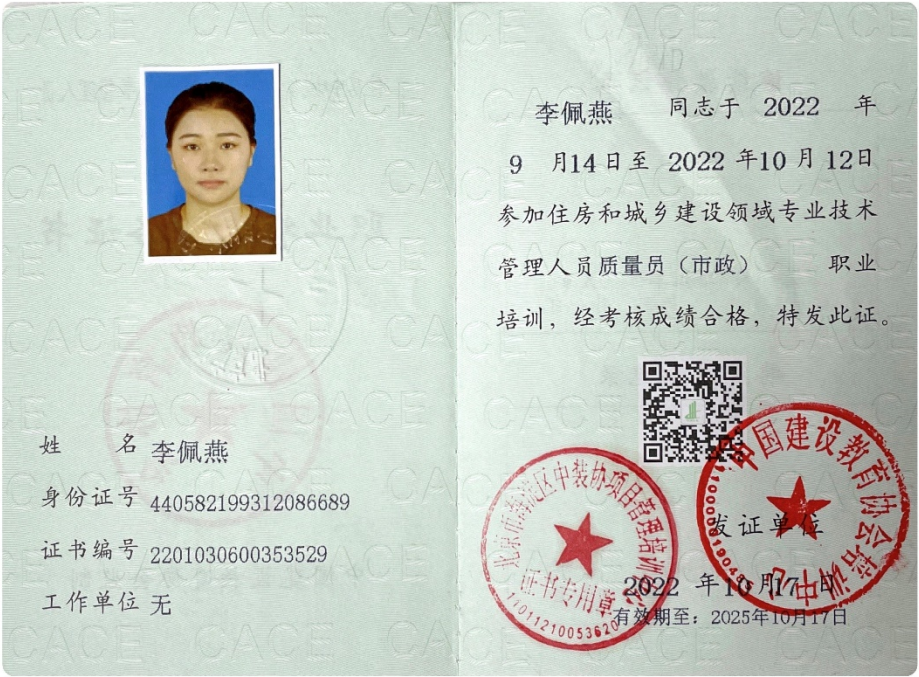 姓 名 李佩燕
身份证号 440582199312086689
证书编号 2201030600353529
工作单位 无
李佩燕 同志于 2022 年
9 月14日至 2022 年10 月 12日
参加住房和城乡建设领域专业技术
管理人员质量员（市政） 职业
培训，经考核成绩合格，特发此证。
中国建设教育协会培训中心
发证单位
证书专用章
2022 年 10 月17 日
有效期至：2025年10月17日
CACE